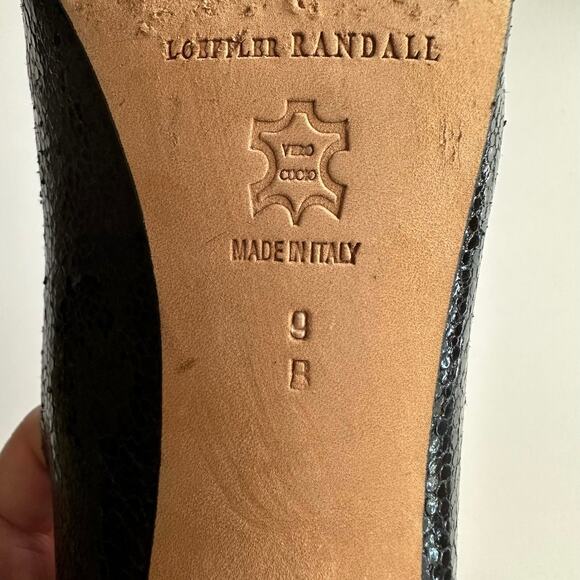 LOEFFLER RANDALL
VERO
CUOIO
MADE IN ITALY
9
B